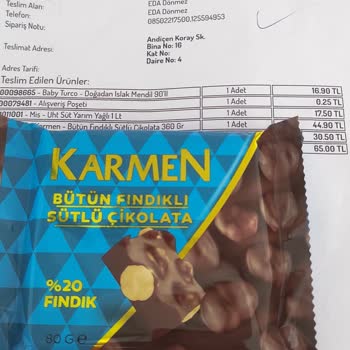 Teslim Alan: EDA Dönmez
Telefon: EDA Dönmez
08502217500,125594953
Sipariş Notu:
Andiçen Koray Sk.
Teslimat Adresi: Bina No: 16
Kat No:
Daire No: 4
Adres Tarifi:
Teslim Edilen Ürünler:
00098665 - Baby Turco - Doğadan Islak Mendil 90'lı 1 Adet 16.90 TL
00079481 - Alışveriş Poşeti 1 Adet 0.25 TL
- Mis - Uht Süt Yarım Yağlı 1 Lt 1 Adet 17.50 TL
- Bütün Fındıklı Sütlü Çikolata 360 Gr 1 Adet 44.90 TL
30.50 TL
65.00 TL
KARMEN
BÜTÜN FINDIKLI
SÜTLÜ ÇİKOLATA
%20
FINDIK
80 G e